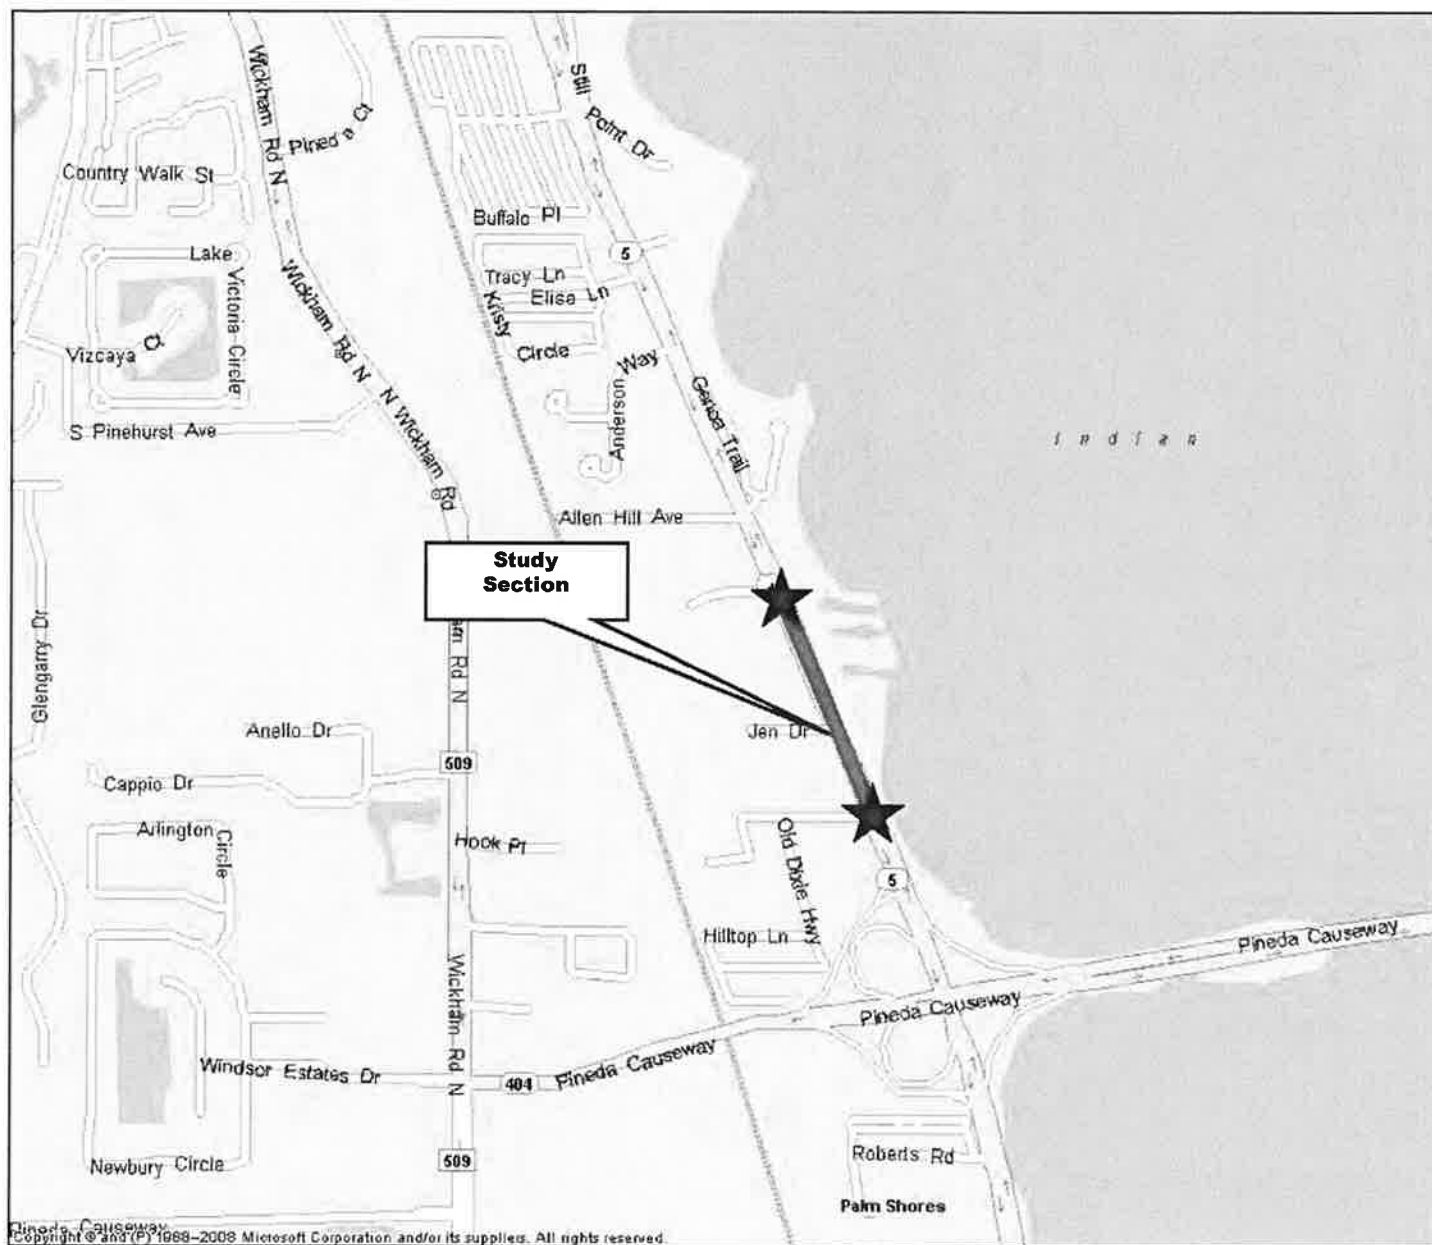 Wickham Rd N
Pineda Ct
Still Point Dr
Country Walk St
Buffalo Pl
Lake
Victoria Circle
5
Tracy Ln
Elisa Ln
Kristy
Circle
Wickham Rd N
Vizcaya Ct
Way
Anderson
Genoa Trail
N Wickham Rd
S Pinehurst Ave
Indian
Allen Hill Ave
Study
Section
Glengarry Dr
am Rd N
Anello Dr
Jen Dr
509
Cappio Dr
Arlington
Circle
Hook Pl
Old Dixie Hwy
5
Hilltop Ln
Pineda Causeway
Wickham Rd N
Pineda Causeway
Pineda Causeway
Windsor Estates Dr
404
Newbury Circle
509
Roberts Rd
Palm Shores
Pineda Causeway
Copyright © and (P) 1988–2008 Microsoft Corporation and/or its suppliers. All rights reserved.